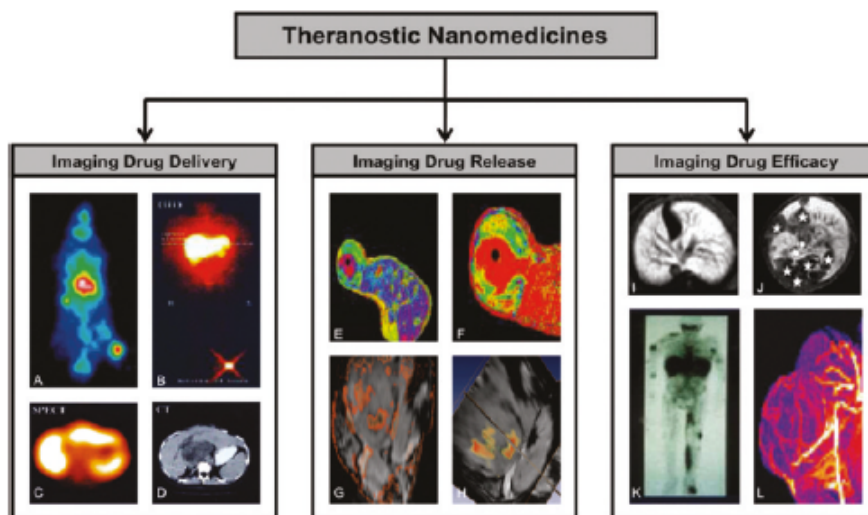 Theranostic Nanomedicines
Imaging Drug Delivery
Imaging Drug Release
Imaging Drug Efficacy
A
B
SPECT
C
CT
D
E
F
G
H
I
J
K
L